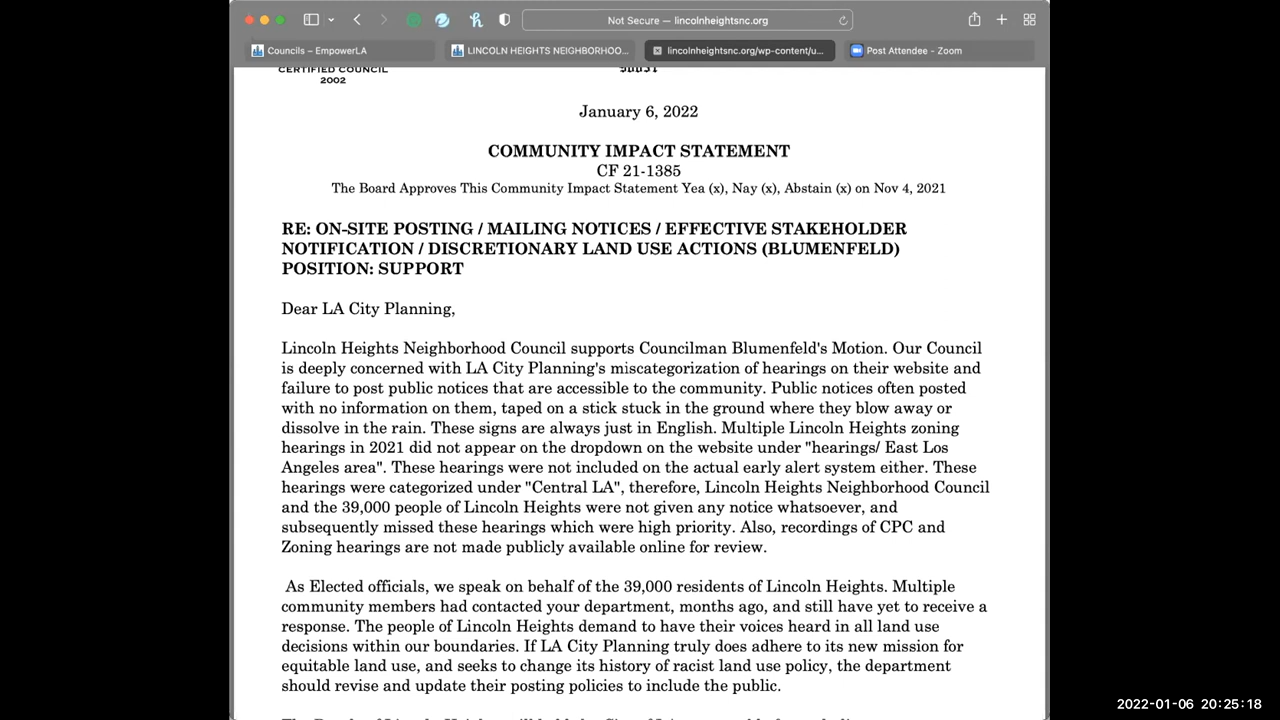 Not Secure — lincolnheightsnc.org
Councils – EmpowerLA
LINCOLN HEIGHTS NEIGHBORHOO...
lincolnheightsnc.org/wp-content/u...
Post Attendee - Zoom
CERTIFIED COUNCIL
2002
January 6, 2022
COMMUNITY IMPACT STATEMENT
CF 21-1385
The Board Approves This Community Impact Statement Yea (x), Nay (x), Abstain (x) on Nov 4, 2021
RE: ON-SITE POSTING / MAILING NOTICES / EFFECTIVE STAKEHOLDER
NOTIFICATION / DISCRETIONARY LAND USE ACTIONS (BLUMENFELD)
POSITION: SUPPORT
Dear LA City Planning,
Lincoln Heights Neighborhood Council supports Councilman Blumenfeld's Motion. Our Council
is deeply concerned with LA City Planning's miscategorization of hearings on their website and
failure to post public notices that are accessible to the community. Public notices often posted
with no information on them, taped on a stick stuck in the ground where they blow away or
dissolve in the rain. These signs are always just in English. Multiple Lincoln Heights zoning
hearings in 2021 did not appear on the dropdown on the website under "hearings/ East Los
Angeles area". These hearings were not included on the actual early alert system either. These
hearings were categorized under "Central LA", therefore, Lincoln Heights Neighborhood Council
and the 39,000 people of Lincoln Heights were not given any notice whatsoever, and
subsequently missed these hearings which were high priority. Also, recordings of CPC and
Zoning hearings are not made publicly available online for review.
As Elected officials, we speak on behalf of the 39,000 residents of Lincoln Heights. Multiple
community members had contacted your department, months ago, and still have yet to receive a
response. The people of Lincoln Heights demand to have their voices heard in all land use
decisions within our boundaries. If LA City Planning truly does adhere to its new mission for
equitable land use, and seeks to change its history of racist land use policy, the department
should revise and update their posting policies to include the public.
2022-01-06 20:25:18